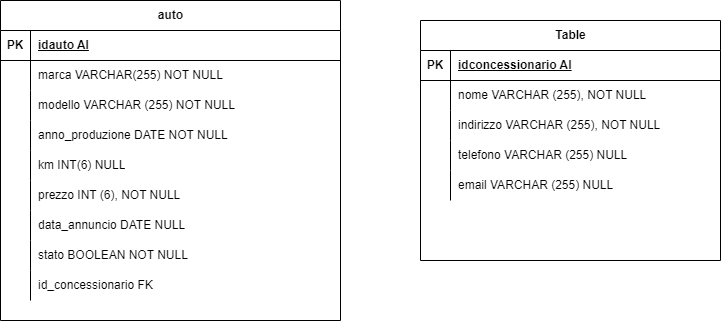 auto
PK idauto AI
marca VARCHAR(255) NOT NULL
modello VARCHAR (255) NOT NULL
anno_produzione DATE NOT NULL
km INT(6) NULL
prezzo INT (6), NOT NULL
data_annuncio DATE NULL
stato BOOLEAN NOT NULL
id_concessionario FK
Table
PK idconcessionario AI
nome VARCHAR (255), NOT NULL
indirizzo VARCHAR (255), NOT NULL
telefono VARCHAR (255) NULL
email VARCHAR (255) NULL